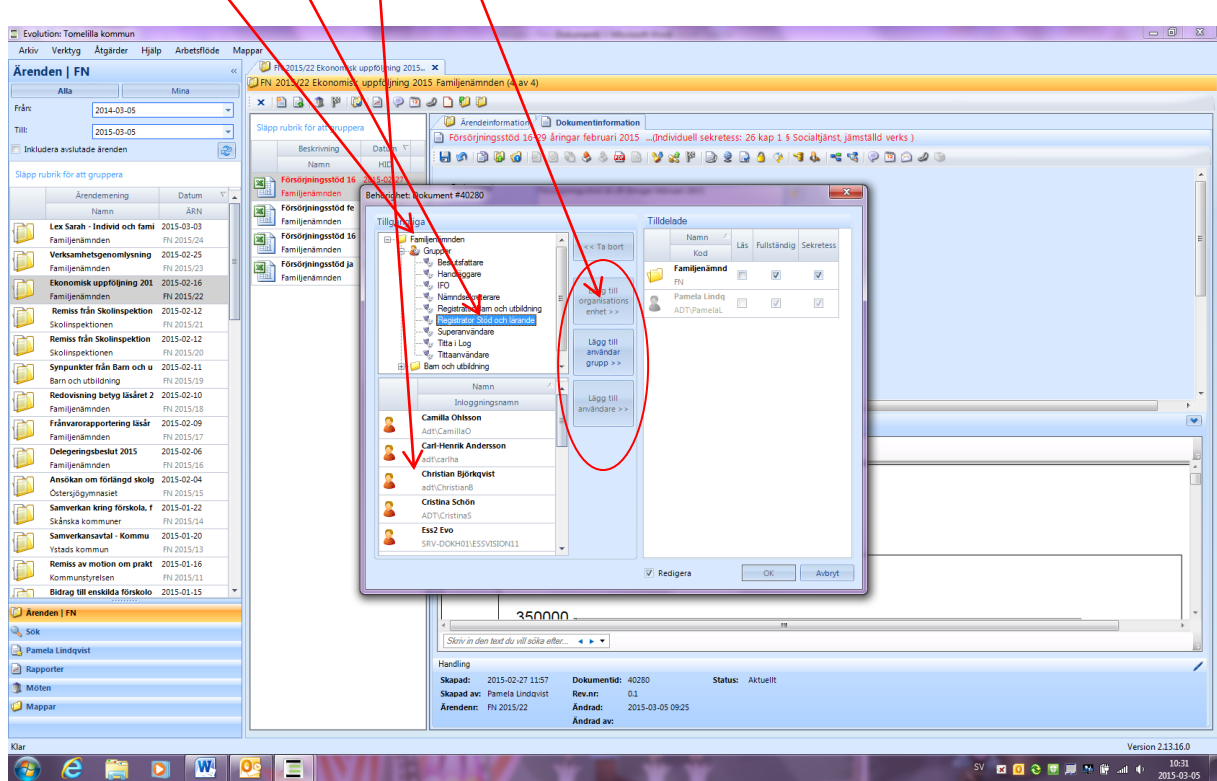 Evolution: Tomelilla kommun
Arkiv Verktyg Åtgärder Hjälp Arbetsflöde Mappar
Ärenden | FN «
Alla Mina
Från: 2014-03-05
Till: 2015-03-05
Inkludera avslutade ärenden
Släpp rubrik för att gruppera
Ärendemening Datum
Namn ÄRN
Lex Sarah - Individ och fami 2015-03-03
Familjenämnden FN 2015/24
Verksamhetsgenomlysning 2015-02-25
Familjenämnden FN 2015/23
Ekonomisk uppföljning 201 2015-02-16
Familjenämnden FN 2015/22
Remiss från Skolinspektion 2015-02-12
Skolinspektionen FN 2015/21
Remiss från Skolinspektion 2015-02-12
Skolinspektionen FN 2015/20
Synpunkter från Barn och u 2015-02-11
Barn och utbildning FN 2015/19
Redovisning betyg läsåret 2 2015-02-10
Familjenämnden FN 2015/18
Frånvarorapportering läsår 2015-02-09
Familjenämnden FN 2015/17
Delegeringsbeslut 2015 2015-02-06
Familjenämnden FN 2015/16
Ansökan om förlängd skolg 2015-02-04
Östersjögymnasiet FN 2015/15
Samverkan kring förskola, f 2015-01-22
Skånska kommuner FN 2015/14
Samverkansavtal - Kommu 2015-01-20
Ystads kommun FN 2015/13
Remiss av motion om prakt 2015-01-16
Kommunstyrelsen FN 2015/11
Bidrag till enskilda förskolo 2015-01-15
Ärenden | FN
Sök
Pamela Lindqvist
Rapporter
Möten
Mappar
Klar
FN 2015/22 Ekonomisk uppföljning 2015...
FN 2015/22 Ekonomisk uppföljning 2015 Familjenämnden (4 av 4)
Släpp rubrik för att gruppera
Beskrivning Datum
Namn HID
Försörjningsstöd 16 2015-02-27
Familjenämnden
Försörjningsstöd fe
Familjenämnden
Försörjningsstöd 16
Familjenämnden
Försörjningsstöd ja
Familjenämnden
Ärendeinformation Dokumentinformation
Försörjningsstöd 16-29 åringar februari 2015 ...(Individuell sekretess: 26 kap 1 § Socialtjänst, jämställd verks )
Behörighet: Dokument #40280
Tillgängliga
Familjenämnden
Grupper
Beslutsfattare
Handläggare
IFO
Nämndsekreterare
Registrator Barn och utbildning
Registrator Stöd och lärande
Superanvändare
Titta i Log
Tittaanvändare
Barn och utbildning
Namn
Inloggningsnamn
Camilla Ohlsson
Adt\CamillaO
Carl-Henrik Andersson
adt\carlha
Christian Björkqvist
adt\ChristianB
Cristina Schön
ADT\CristinaS
Ess2 Evo
SRV-DOKH01\ESSVISION11
<< Ta bort
Lägg till organisations enhet >>
Lägg till användar grupp >>
Lägg till användare >>
Tilldelade
Namn Läs Fullständig Sekretess
Kod
Familjenämnd
FN
Pamela Lindq
ADT\PamelaL
Redigera OK Avbryt
350000
Skriv in den text du vill söka efter...
Handling
Skapad: 2015-02-27 11:57 Dokumentid: 40280 Status: Aktuellt
Skapad av: Pamela Lindqvist Rev.nr: 0.1
Ärendenr: FN 2015/22 Ändrad: 2015-03-05 09:25
Ändrad av:
Version 2.13.16.0
SV 10:31
2015-03-05